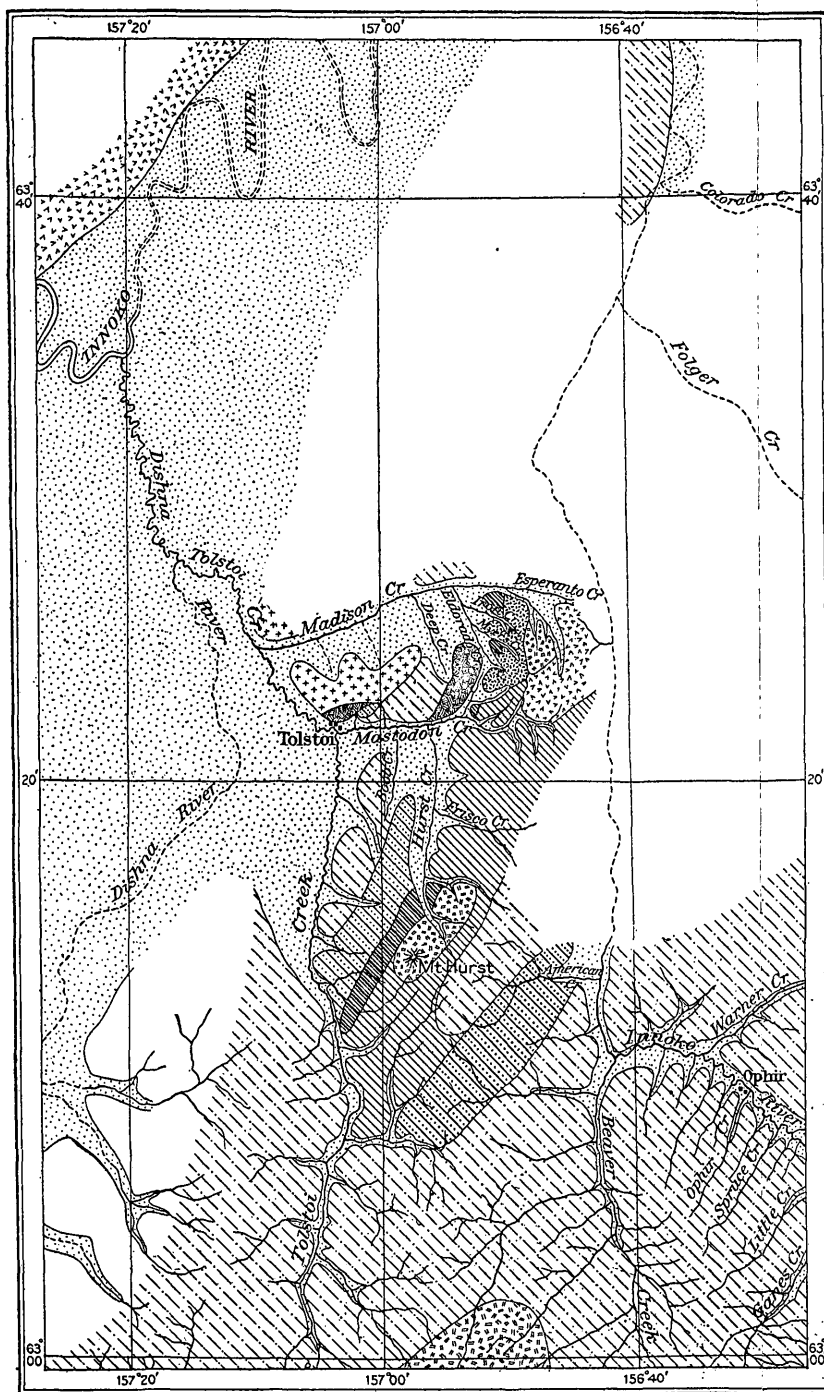 157°20' 157°00' 156°40'
RIVER
63° 40'
63° 40'
Colorado Cr
INNOKO
Folger Cr
Dishna
Tolstoi
River
Cr
Madison Cr
Esperanto Cr
Deep Cr
Eldorado
Tolstoi
Mastodon Cr
20'
20'
Hurst Cr
Frisco Cr
Dishna River
Creek
Mt Hurst
American Cr
Innoko
Warner Cr
Ophir
River
Beaver
Ophir Cr
Spruce Cr
Little Cr
Tolstoi
Ganes Cr
Creek
63° 00'
63° 00'
157°20' 157°00' 156°40'